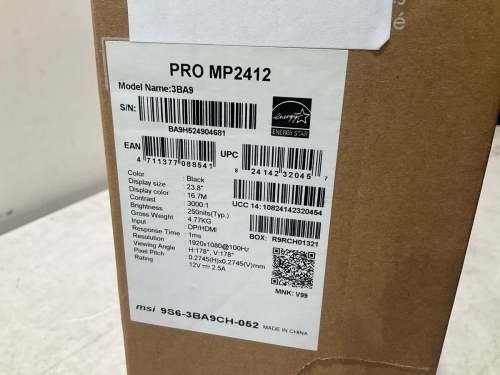 é
PRO MP2412
Model Name:3BA9
S/N:
BA9H524904681
ENERGY STAR
EAN
4 711377 088541
UPC
8 24142 32045 7
Color : Black
Display size : 23.8"
Display color : 16.7M
Contrast : 3000:1
Brightness : 250nits(Typ.)
Gross Weight : 4.77KG
Input : DP/HDMI
Response Time : 1ms
Resolution : 1920x1080@100Hz
Viewing Angle : H:178°, V:178°
Pixel Pitch : 0.2745(H)x0.2745(V)mm
Rating : 12V⎓2.5A
UCC 14: 10824142320454
BOX: R9RCH01321
MNK: V99
msi 9S6-3BA9CH-052 MADE IN CHINA